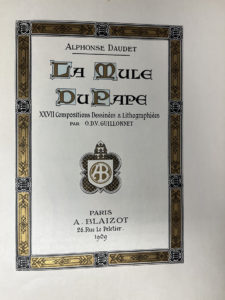 ALPHONSE DAUDET
LA MULE
DU PAPE
XXVII Compositions Dessinées & Lithographiées
PAR O.D.V. GUILLONNET
AB
PARIS
A. BLAIZOT
26. Rue Le Peletier
1909